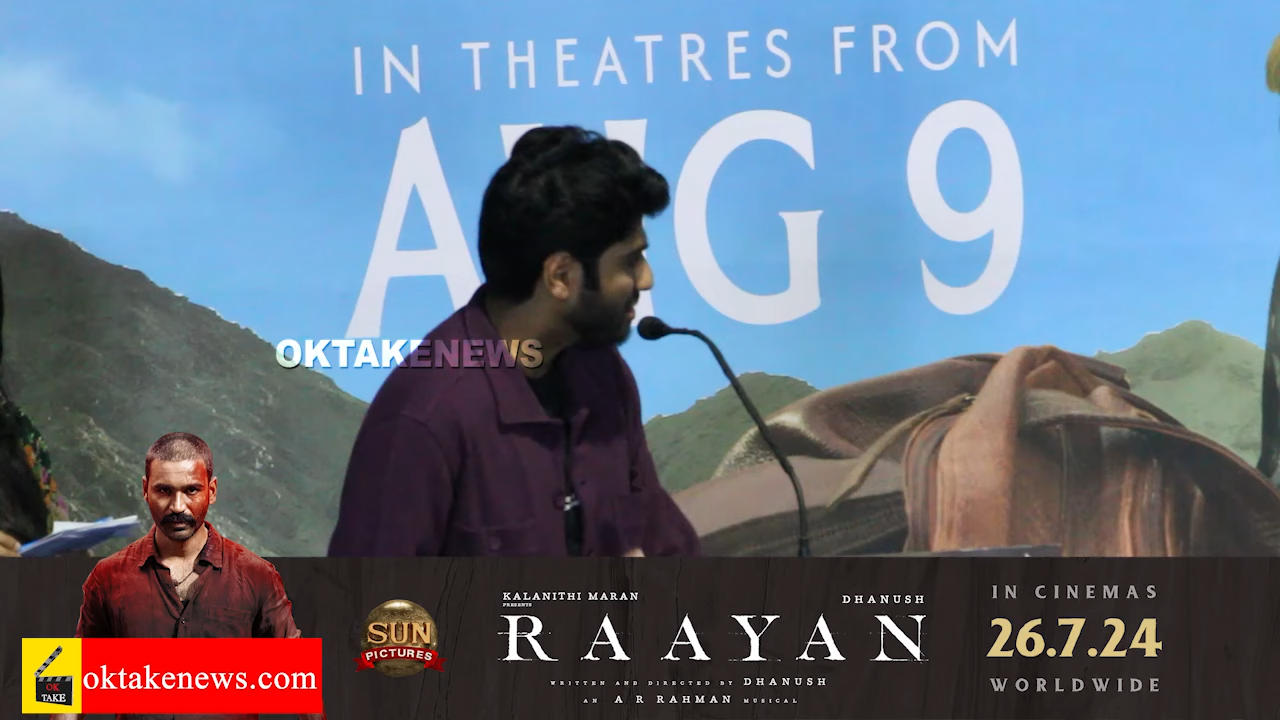 IN THEATRES FROM
AUG 9
OKTAKENEWS
KALANITHI MARAN
PRESENTS
DHANUSH
RAAYAN
WRITTEN AND DIRECTED BY DHANUSH
AN A R RAHMAN MUSICAL
SUN
PICTURES
IN CINEMAS
26.7.24
WORLDWIDE
OK
TAKE
oktakenews.com